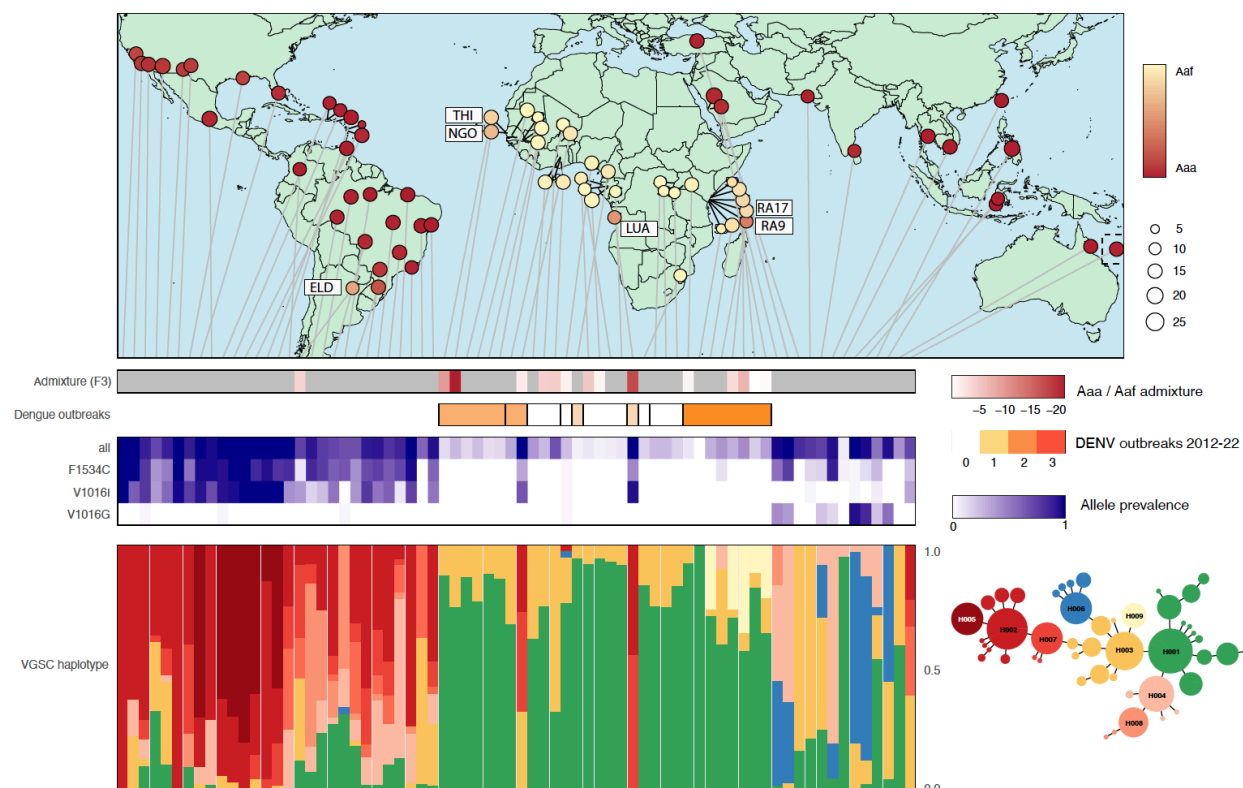 Aaf
Aaa
THI
NGO
RA17
RA9
LUA
ELD
5
10
15
20
25
Admixture (F3)
Dengue outbreaks
all
F1534C
V1016I
V1016G
VGSC haplotype
1.0
0.5
0.0
-5 -10 -15 -20
Aaa / Aaf admixture
0 1 2 3
DENV outbreaks 2012-22
0 1
Allele prevalence
H005
H002
H007
H006
H009
H003
H001
H004
H008